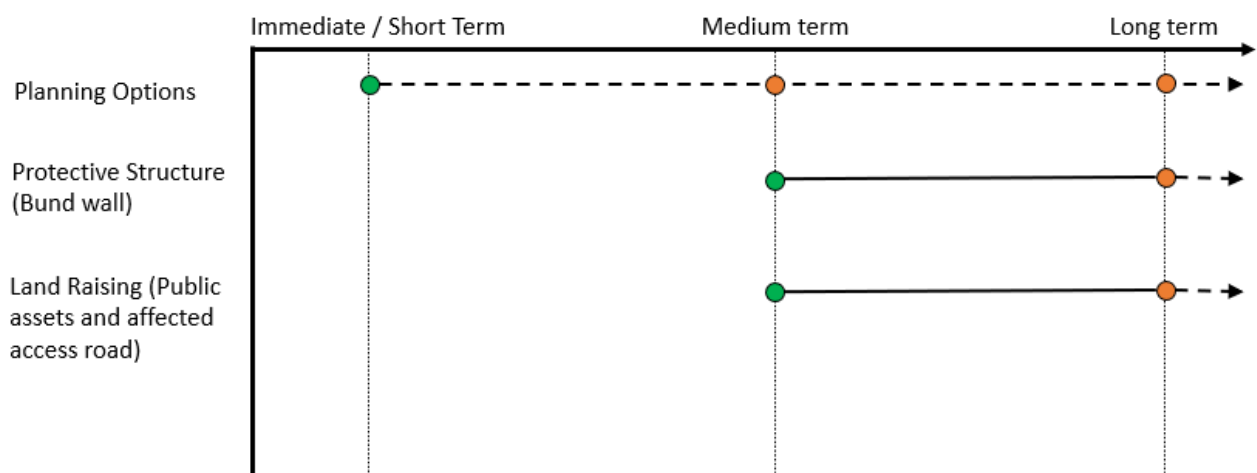 Immediate / Short Term
Medium term
Long term
Planning Options
Protective Structure
(Bund wall)
Land Raising (Public
assets and affected
access road)